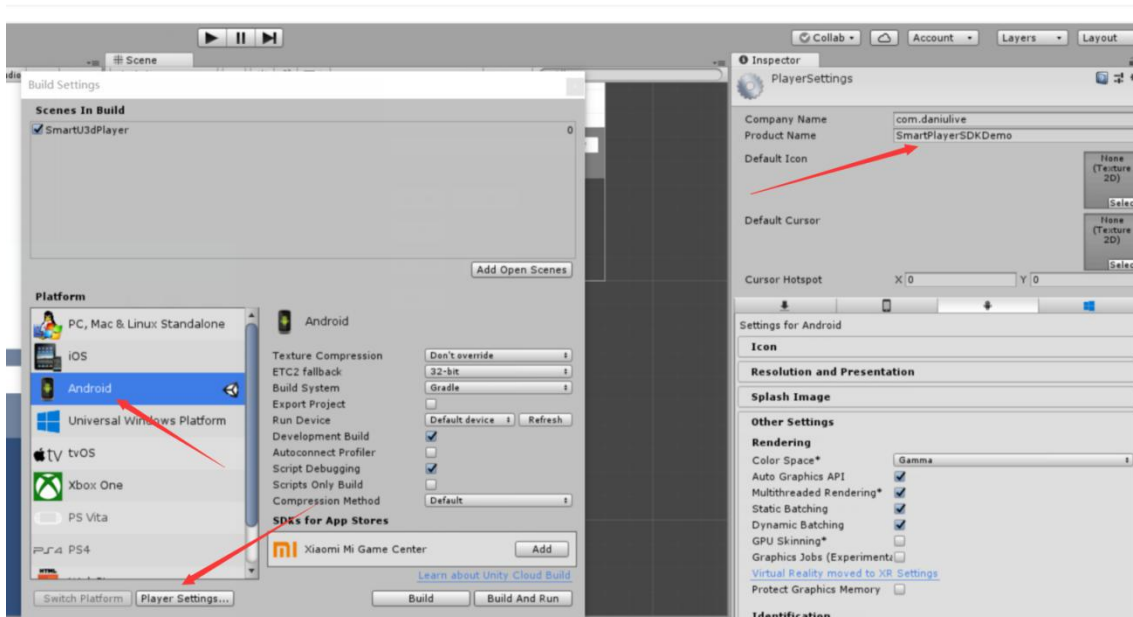 Collab
Account
Layers
Layout
Scene
Inspector
PlayerSettings
Build Settings
Scenes In Build
SmartU3dPlayer 0
Add Open Scenes
Platform
PC, Mac & Linux Standalone
iOS
Android
Universal Windows Platform
tv tvOS
Xbox One
PS Vita
PS4 PS4
HTML
Switch Platform
Player Settings...
Android
Texture Compression Don't override
ETC2 fallback 32-bit
Build System Gradle
Export Project
Run Device Default device Refresh
Development Build
Autoconnect Profiler
Script Debugging
Scripts Only Build
Compression Method Default
SDKs for App Stores
Xiaomi Mi Game Center Add
Learn about Unity Cloud Build
Build
Build And Run
Company Name com.daniulive
Product Name SmartPlayerSDKDemo
Default Icon
None
(Texture
2D)
Selec
Default Cursor
None
(Texture
2D)
Selec
Cursor Hotspot X 0 Y 0
Settings for Android
Icon
Resolution and Presentation
Splash Image
Other Settings
Rendering
Color Space* Gamma
Auto Graphics API
Multithreaded Rendering*
Static Batching
Dynamic Batching
GPU Skinning*
Graphics Jobs (Experimenta
Virtual Reality moved to XR Settings
Protect Graphics Memory
Identification